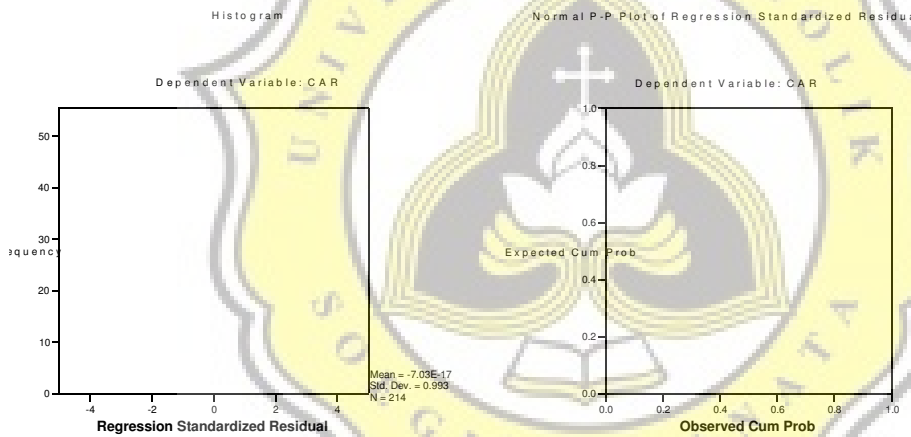 Histogram
Dependent Variable: CAR
50
40
30
20
10
0
equency
-4
-2
0
2
4
Regression Standardized Residual
Mean = -7.03E-17
Std. Dev. = 0.993
N = 214
Normal P-P Plot of Regression Standardized Residu
Dependent Variable: CAR
1.0
0.8
0.6
0.4
0.2
0.0
Expected Cum Prob
0.0
0.2
0.4
0.6
0.8
1.0
Observed Cum Prob